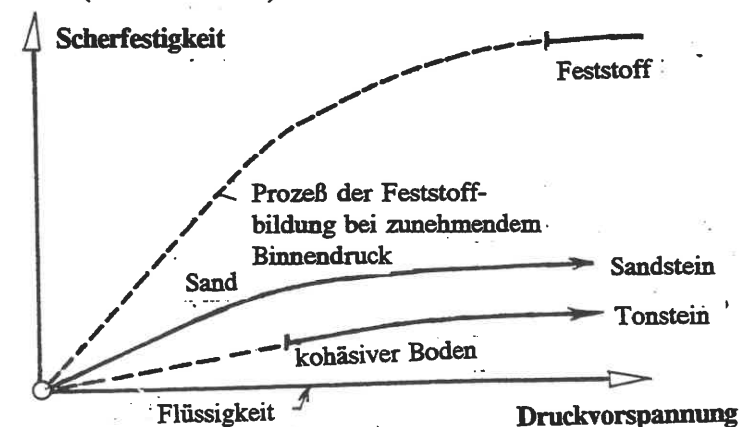 Scherfestigkeit
Feststoff
Prozeß der Feststoff-
bildung bei zunehmendem
Binnendruck
Sand
Sandstein
Tonstein
kohäsiver Boden
Flüssigkeit
Druckvorspannung